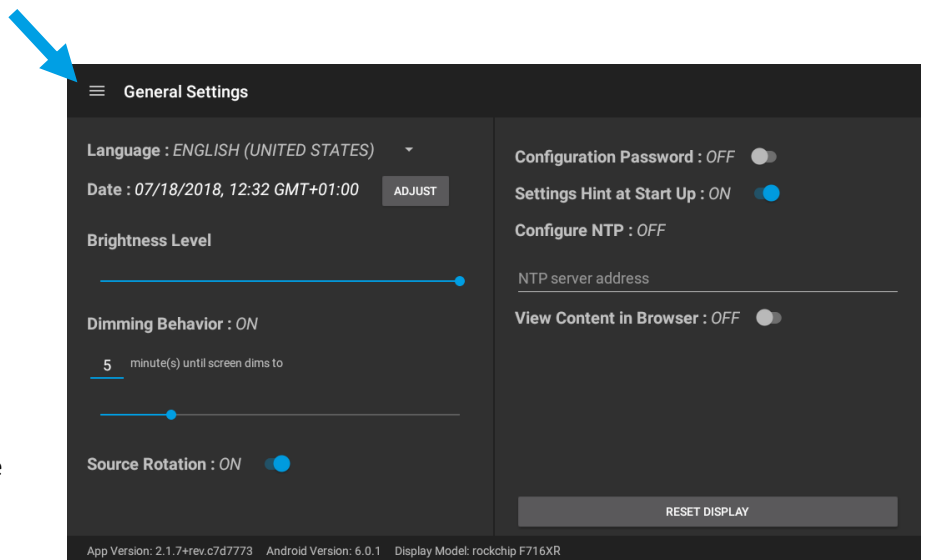 General Settings
Language : ENGLISH (UNITED STATES)
Date : 07/18/2018, 12:32 GMT+01:00 ADJUST
Brightness Level
Dimming Behavior : ON
5 minute(s) until screen dims to
Source Rotation : ON
Configuration Password : OFF
Settings Hint at Start Up : ON
Configure NTP : OFF
NTP server address
View Content in Browser : OFF
RESET DISPLAY
App Version: 2.1.7+rev.c7d7773 Android Version: 6.0.1 Display Model: rockchip F716XR